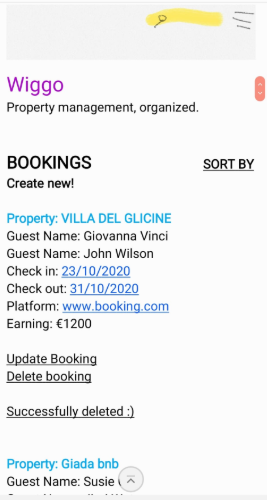 Wiggo
Property management, organized.
BOOKINGS
SORT BY
Create new!
Property: VILLA DEL GLICINE
Guest Name: Giovanna Vinci
Guest Name: John Wilson
Check in: 23/10/2020
Check out: 31/10/2020
Platform: www.booking.com
Earning: €1200
Update Booking
Delete booking
Successfully deleted :)
Property: Giada bnb
Guest Name: Susie